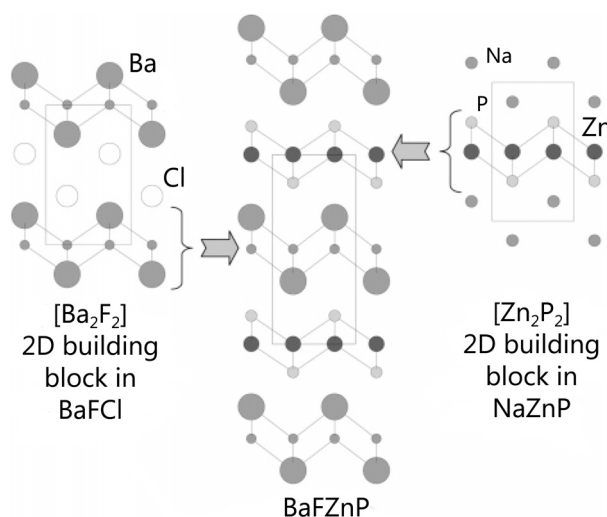 Ba
Cl
[Ba₂F₂]
2D building
block in
BaFCl
BaFZnP
Na
P
Zn
[Zn₂P₂]
2D building
block in
NaZnP